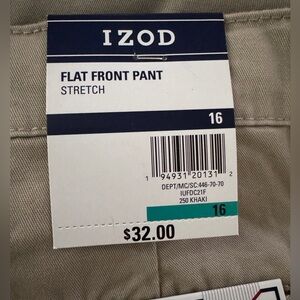 IZOD
FLAT FRONT PANT
STRETCH
16
1 94931 20131 2
DEPT/MC/SC:446-70-70
IUFDC21F
250 KHAKI
16
$32.00